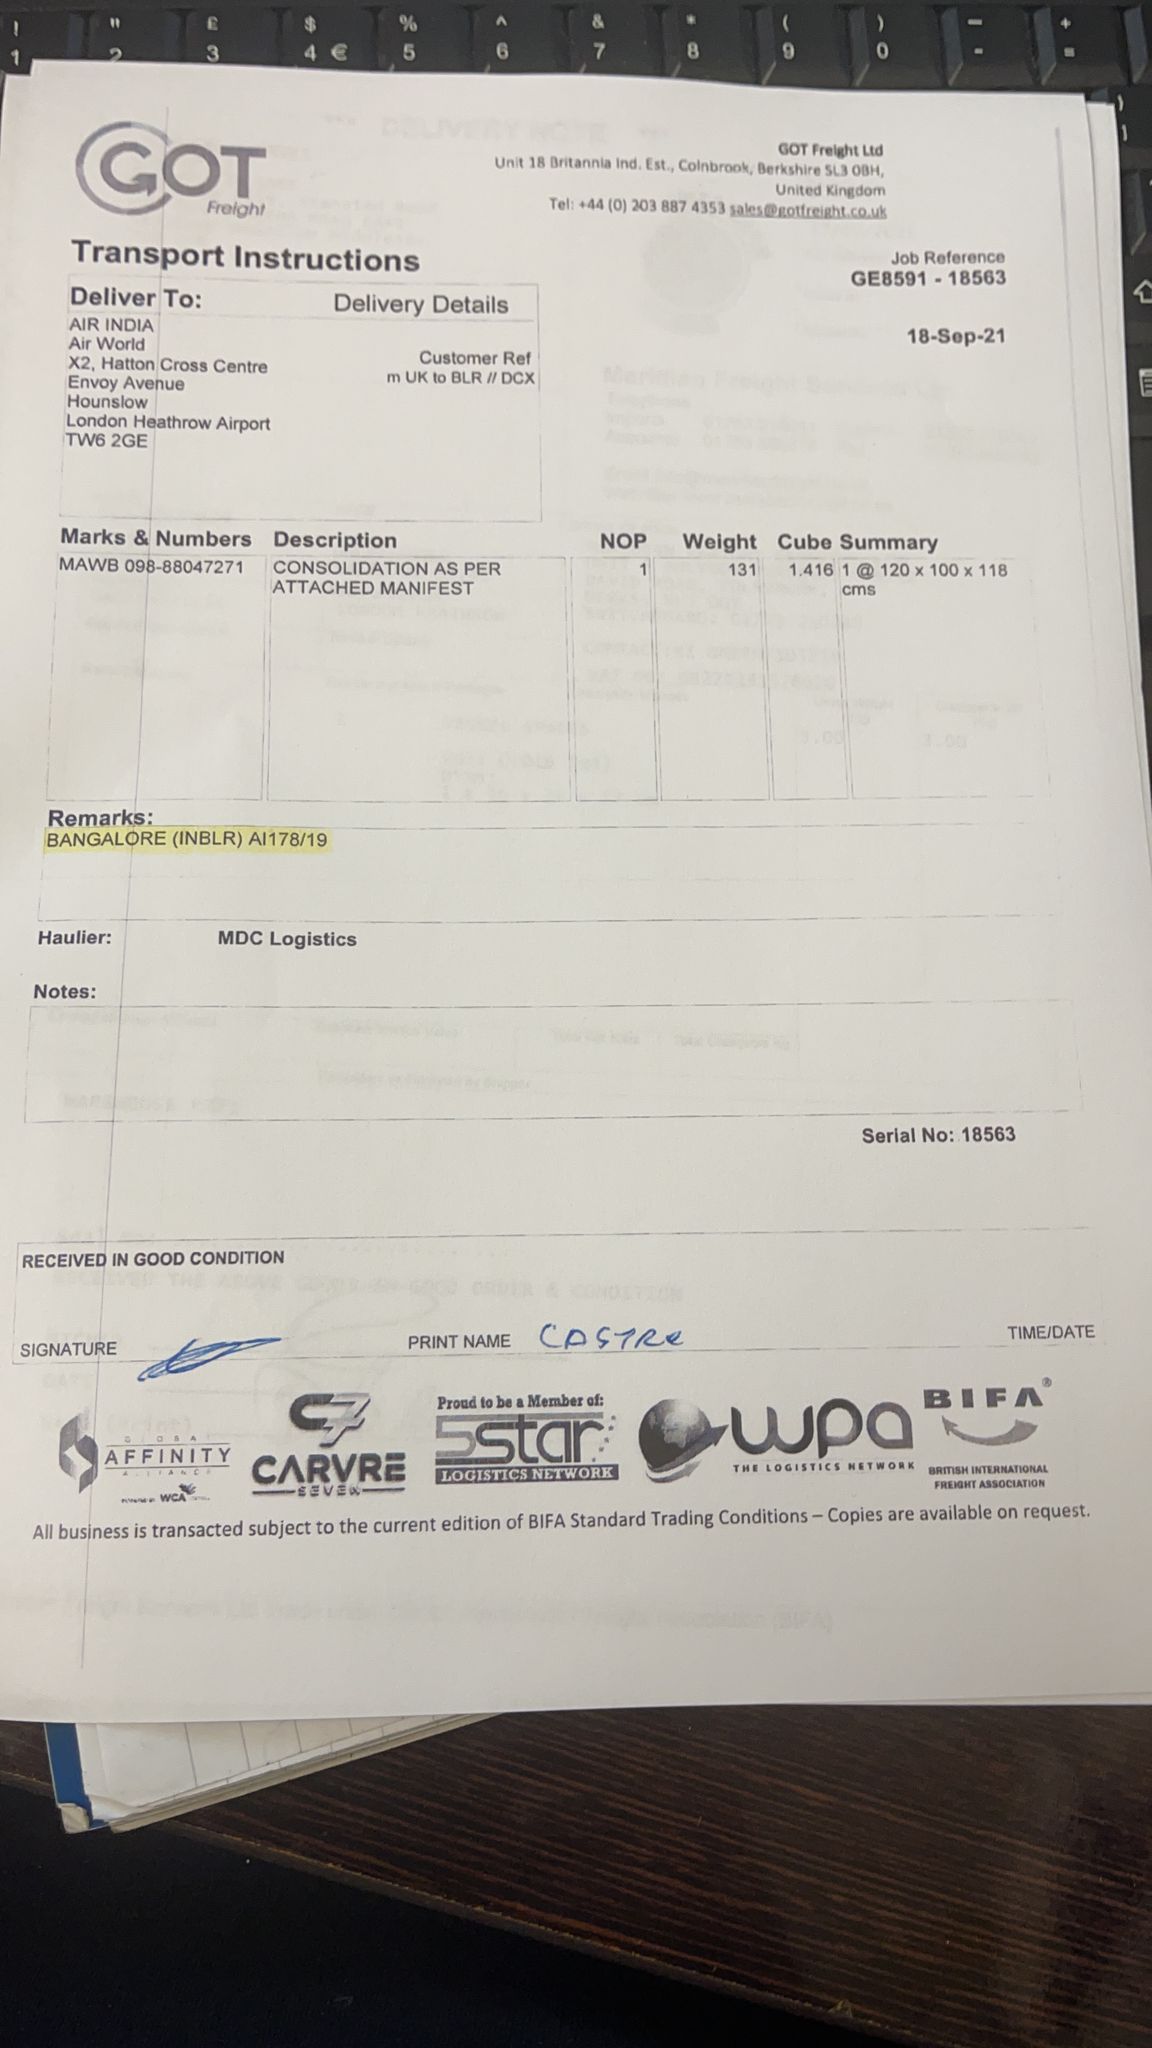 ! " £ $ % ^ & * ( ) - +
1 2 3 4 € 5 6 7 8 9 0 - =
GOT
Freight
GOT Freight Ltd
Unit 18 Britannia Ind. Est., Colnbrook, Berkshire SL3 0BH,
United Kingdom
Tel: +44 (0) 203 887 4353 sales@gotfreight.co.uk
Transport Instructions
Job Reference
GE8591 - 18563
18-Sep-21
Deliver To: Delivery Details
AIR INDIA
Air World
X2, Hatton Cross Centre
Envoy Avenue
Hounslow
London Heathrow Airport
TW6 2GE
Customer Ref
m UK to BLR // DCX
Marks & Numbers Description NOP Weight Cube Summary
MAWB 098-88047271 CONSOLIDATION AS PER 1 131 1.416 1 @ 120 x 100 x 118
ATTACHED MANIFEST cms
Remarks:
BANGALORE (INBLR) AI178/19
Haulier: MDC Logistics
Notes:
Serial No: 18563
RECEIVED IN GOOD CONDITION
SIGNATURE PRINT NAME TIME/DATE
AFFINITY
WCA
CARVRE
SEVEN
Proud to be a Member of:
5star
LOGISTICS NETWORK
wpa
THE LOGISTICS NETWORK
BIFA®
BRITISH INTERNATIONAL
FREIGHT ASSOCIATION
All business is transacted subject to the current edition of BIFA Standard Trading Conditions – Copies are available on request.